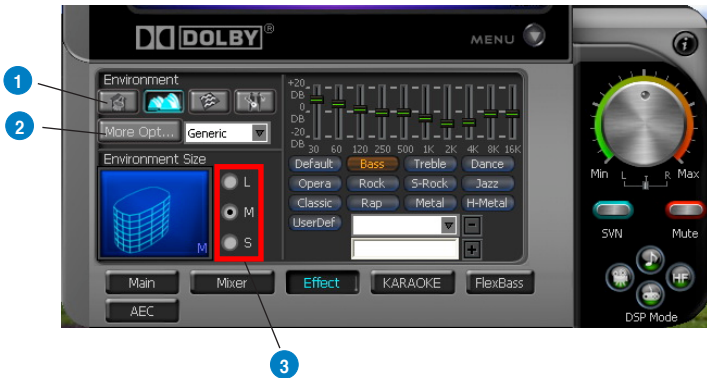 DOLBY®
MENU
i
1
Environment
2
More Opt... Generic
+20
DB
0
DB
-20
DB 30 60 120 250 500 1K 2K 4K 8K 16K
Environment Size
L
M
S
M
Default Bass Treble Dance
Opera Rock S-Rock Jazz
Classic Rap Metal H-Metal
UserDef
-
+
Min L R Max
SVN Mute
HF
DSP Mode
Main Mixer Effect KARAOKE FlexBass
AEC
3